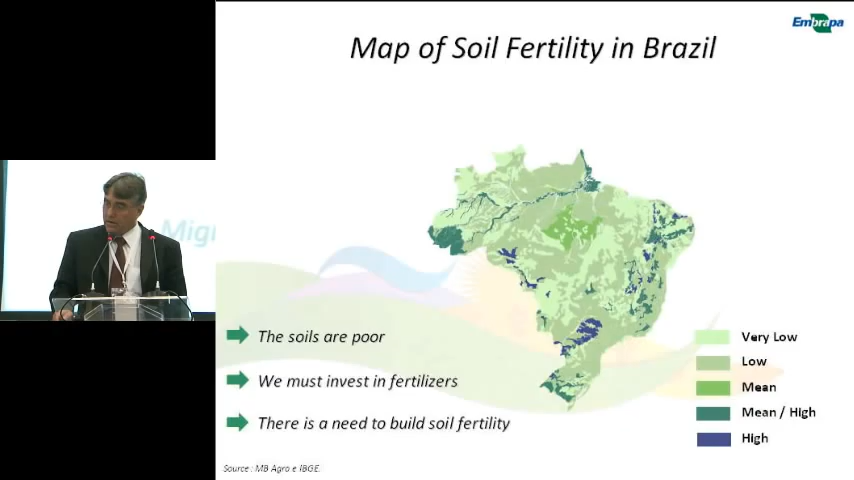 Embrapa
Map of Soil Fertility in Brazil
Migr
The soils are poor
We must invest in fertilizers
There is a need to build soil fertility
Very Low
Low
Mean
Mean / High
High
Source : MB Agro e IBGE.